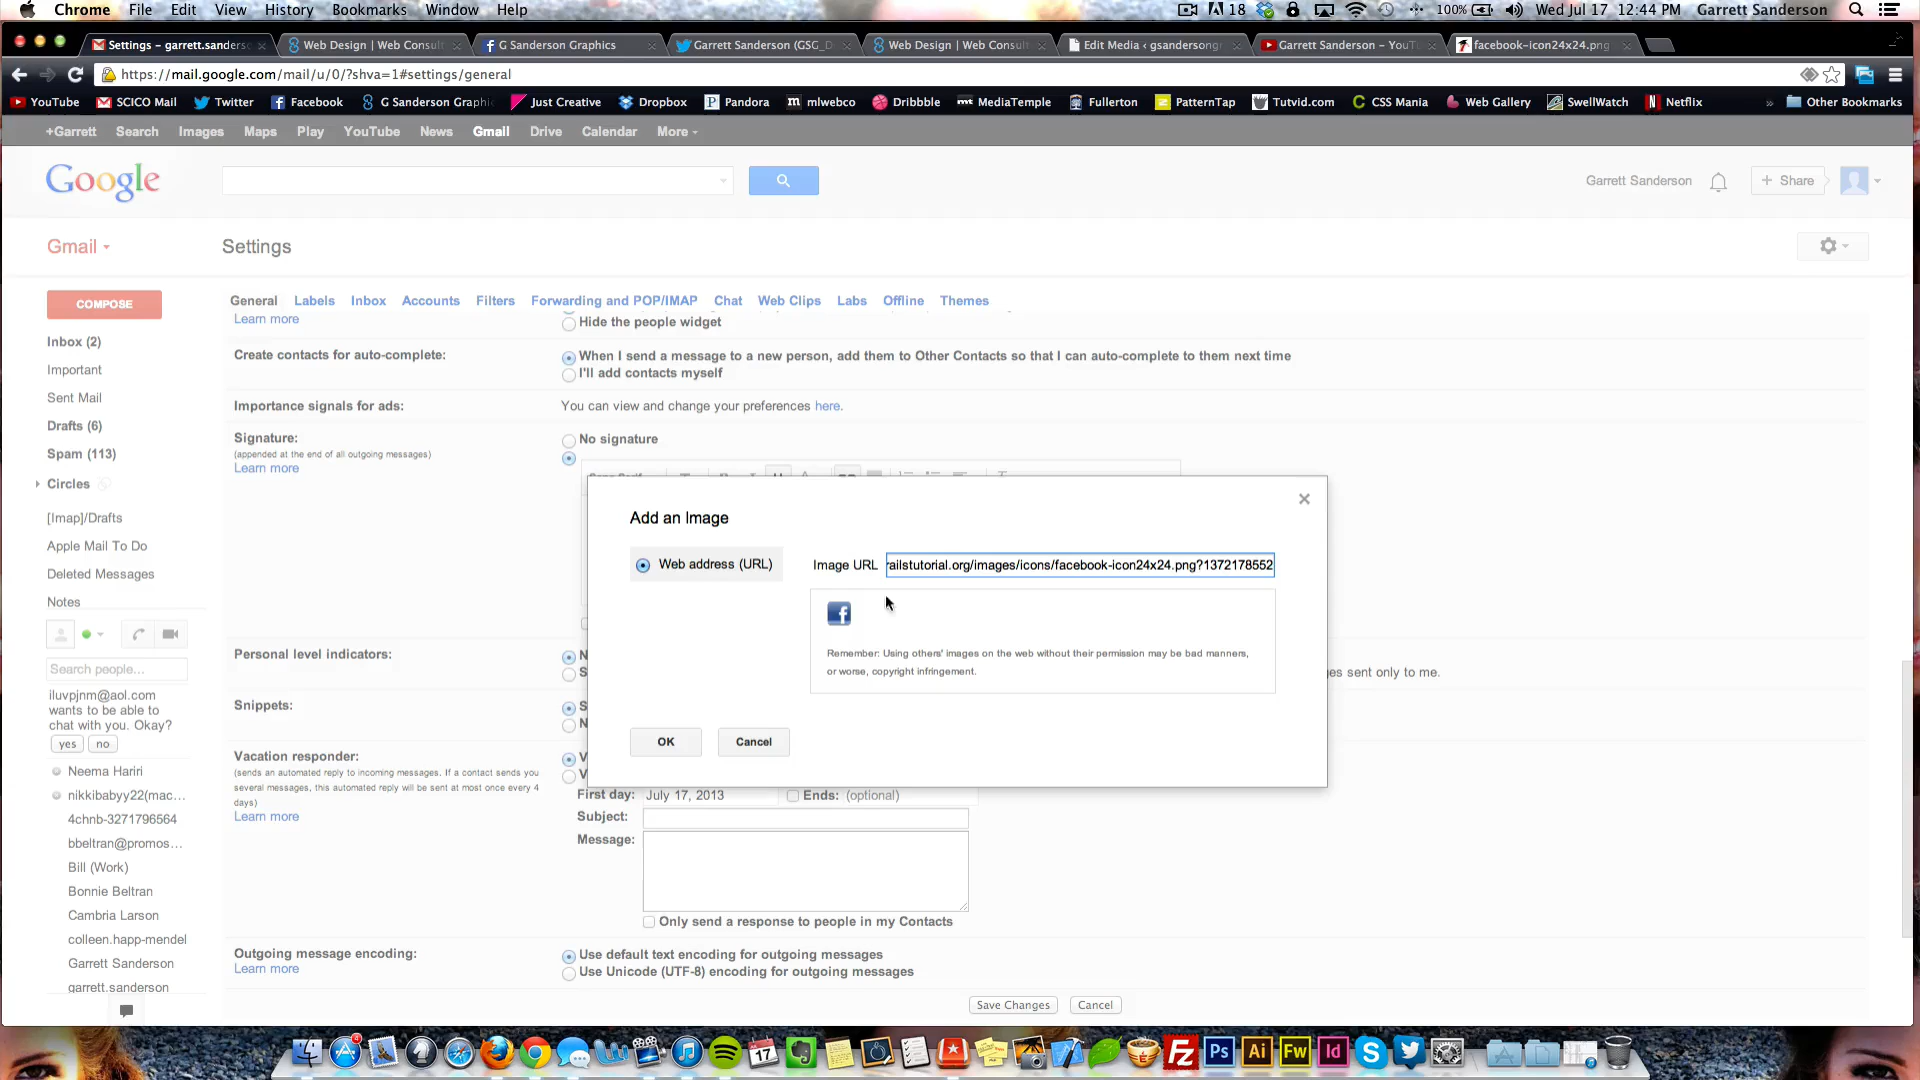 Chrome File Edit View History Bookmarks Window Help 18 100% Wed Jul 17 12:44 PM Garrett Sanderson
Settings – garrett.sanders Web Design | Web Consult G Sanderson Graphics Garrett Sanderson (GSG_D Web Design | Web Consult Edit Media ‹ gsandersongr Garrett Sanderson – YouT facebook-icon24x24.png
https://mail.google.com/mail/u/0/?shva=1#settings/general
YouTube SCICO Mail Twitter Facebook G Sanderson Graphi Just Creative Dropbox Pandora mlwebco Dribbble MediaTemple Fullerton PatternTap Tutvid.com CSS Mania Web Gallery SwellWatch Netflix » Other Bookmarks
+Garrett Search Images Maps Play YouTube News Gmail Drive Calendar More
Google Garrett Sanderson + Share
Gmail Settings
COMPOSE
Inbox (2)
Important
Sent Mail
Drafts (6)
Spam (113)
Circles
[Imap]/Drafts
Apple Mail To Do
Deleted Messages
Notes
Search people...
iluvpjnm@aol.com
wants to be able to
chat with you. Okay?
yes no
Neema Hariri
nikkibabyy22(mac...
4chnb-3271796564
bbeltran@promos...
Bill (Work)
Bonnie Beltran
Cambria Larson
colleen.happ-mendel
Garrett Sanderson
garrett.sanderson
General Labels Inbox Accounts Filters Forwarding and POP/IMAP Chat Web Clips Labs Offline Themes
Learn more Hide the people widget
Create contacts for auto-complete: When I send a message to a new person, add them to Other Contacts so that I can auto-complete to them next time
I'll add contacts myself
Importance signals for ads: You can view and change your preferences here.
Signature: No signature
(appended at the end of all outgoing messages)
Learn more
Add an Image
Web address (URL) Image URL railstutorial.org/images/icons/facebook-icon24x24.png?1372178552
Remember: Using others' images on the web without their permission may be bad manners,
or worse, copyright infringement.
OK Cancel
Personal level indicators: N
S es sent only to me.
Snippets: S
N
Vacation responder: V
(sends an automated reply to incoming messages. If a contact sends you V
several messages, this automated reply will be sent at most once every 4
days)
Learn more
First day: July 17, 2013 Ends: (optional)
Subject:
Message:
Only send a response to people in my Contacts
Outgoing message encoding: Use default text encoding for outgoing messages
Learn more Use Unicode (UTF-8) encoding for outgoing messages
Save Changes Cancel
4 17 Fz Ps Ai Fw Id